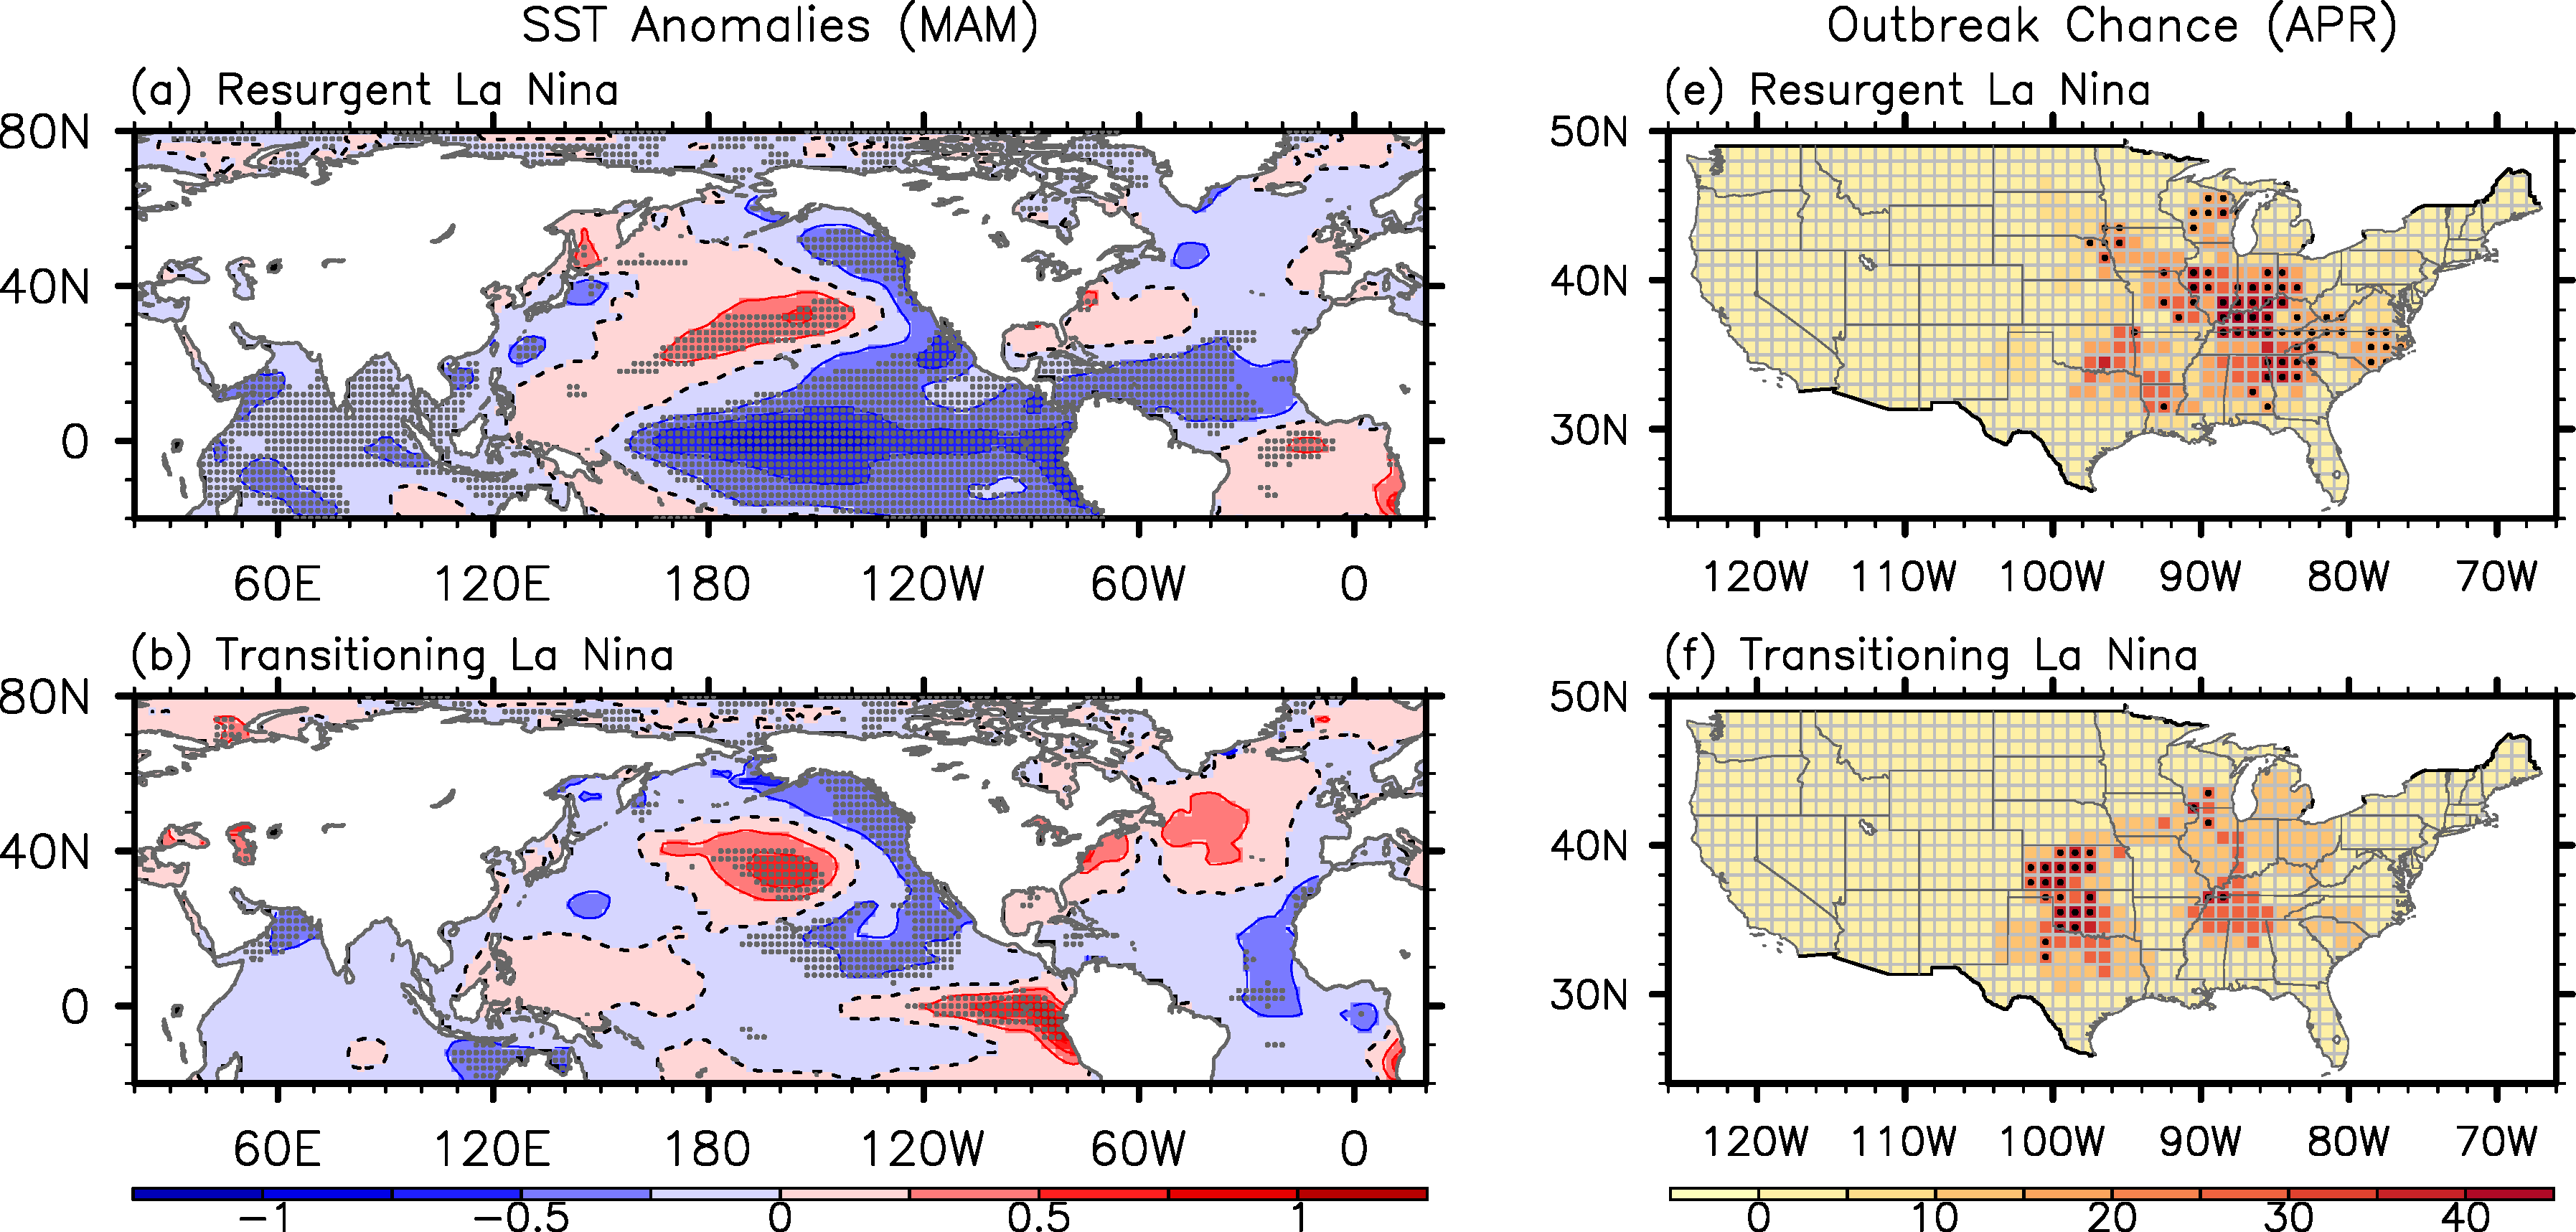 SST Anomalies (MAM)
Outbreak Chance (APR)
(a) Resurgent La Nina
80N
40N
0
60E 120E 180 120W 60W 0
(e) Resurgent La Nina
50N
40N
30N
120W 110W 100W 90W 80W 70W
(b) Transitioning La Nina
80N
40N
0
60E 120E 180 120W 60W 0
(f) Transitioning La Nina
50N
40N
30N
120W 110W 100W 90W 80W 70W
−1 −0.5 0 0.5 1
0 10 20 30 40